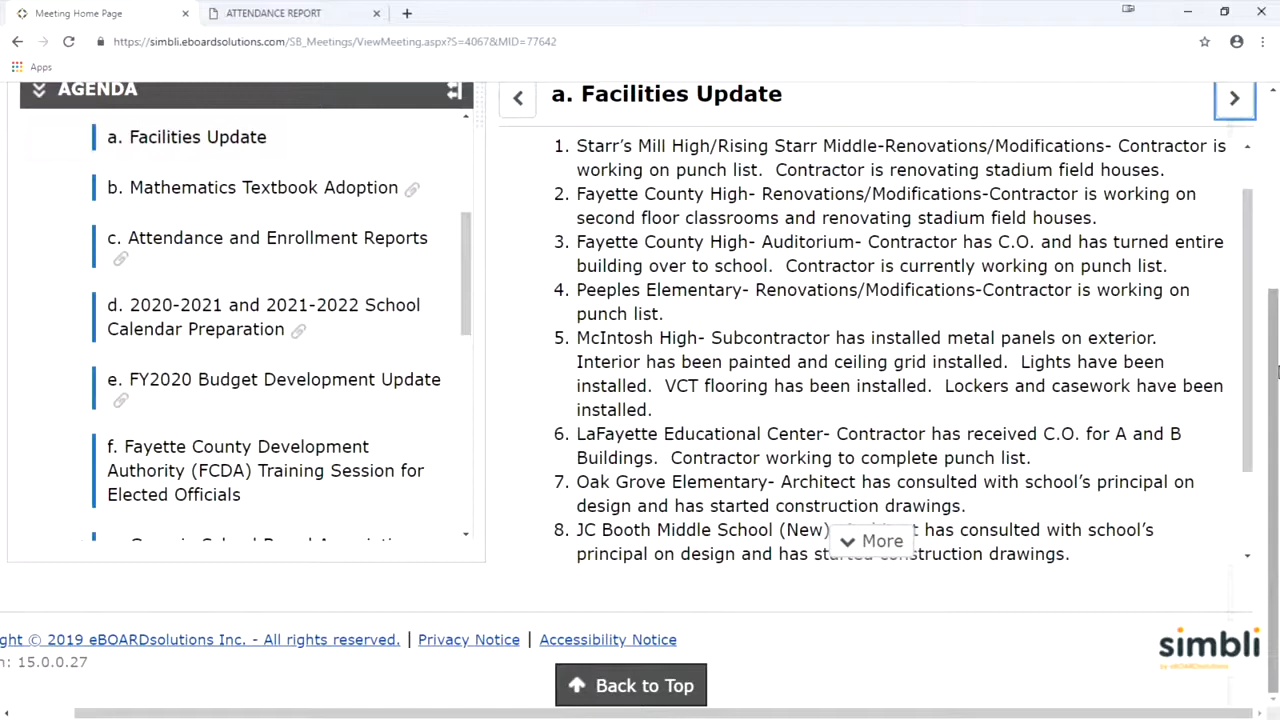 Meeting Home Page
ATTENDANCE REPORT
https://simbli.eboardsolutions.com/SB_Meetings/ViewMeeting.aspx?S=4067&MID=77642
Apps
AGENDA
a. Facilities Update
b. Mathematics Textbook Adoption
c. Attendance and Enrollment Reports
d. 2020-2021 and 2021-2022 School
Calendar Preparation
e. FY2020 Budget Development Update
f. Fayette County Development
Authority (FCDA) Training Session for
Elected Officials
a. Facilities Update
1. Starr's Mill High/Rising Starr Middle-Renovations/Modifications- Contractor is
working on punch list.  Contractor is renovating stadium field houses.
2. Fayette County High- Renovations/Modifications-Contractor is working on
second floor classrooms and renovating stadium field houses.
3. Fayette County High- Auditorium- Contractor has C.O. and has turned entire
building over to school.  Contractor is currently working on punch list.
4. Peeples Elementary- Renovations/Modifications-Contractor is working on
punch list.
5. McIntosh High- Subcontractor has installed metal panels on exterior.
Interior has been painted and ceiling grid installed.  Lights have been
installed.  VCT flooring has been installed.  Lockers and casework have been
installed.
6. LaFayette Educational Center- Contractor has received C.O. for A and B
Buildings.  Contractor working to complete punch list.
7. Oak Grove Elementary- Architect has consulted with school's principal on
design and has started construction drawings.
8. JC Booth Middle School (New) has consulted with school's
principal on design and has started construction drawings.
More
ght © 2019 eBOARDsolutions Inc. - All rights reserved. | Privacy Notice | Accessibility Notice
n: 15.0.0.27
simbli
by eBOARDsolutions
Back to Top